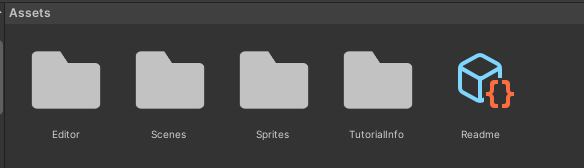 Assets
Editor
Scenes
Sprites
TutorialInfo
Readme